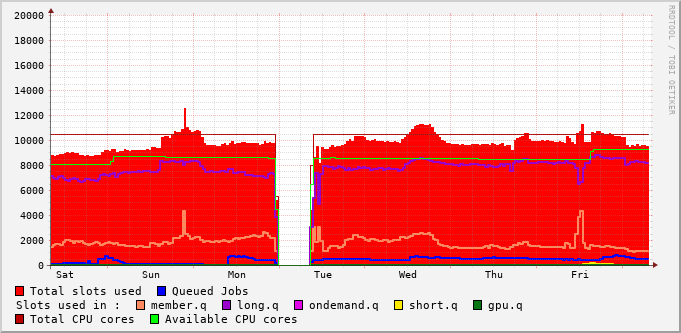 20000
18000
16000
14000
12000
10000
8000
6000
4000
2000
0
Sat Sun Mon Tue Wed Thu Fri
RRDTOOL / TOBI OETIKER
Total slots used Queued Jobs
Slots used in : member.q long.q ondemand.q short.q gpu.q
Total CPU cores Available CPU cores